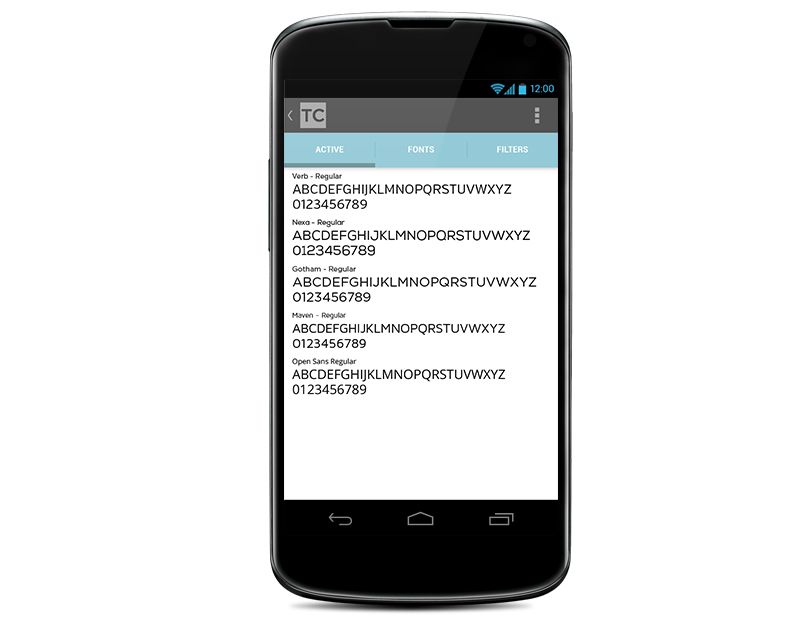 12:00
TC
ACTIVE FONTS FILTERS
Verb - Regular
ABCDEFGHIJKLMNOPQRSTUVWXYZ
0123456789
Nexa - Regular
ABCDEFGHIJKLMNOPQRSTUVWXYZ
0123456789
Gotham - Regular
ABCDEFGHIJKLMNOPQRSTUVWXYZ
0123456789
Maven - Regular
ABCDEFGHIJKLMNOPQRSTUVWXYZ
0123456789
Open Sans Regular
ABCDEFGHIJKLMNOPQRSTUVWXYZ
0123456789